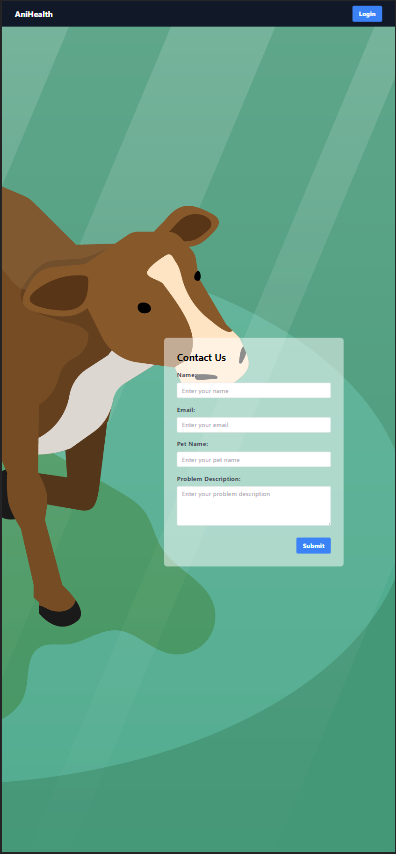 AniHealth
Login
Contact Us
Name:
Enter your name
Email:
Enter your email
Pet Name:
Enter your pet name
Problem Description:
Enter your problem description
Submit